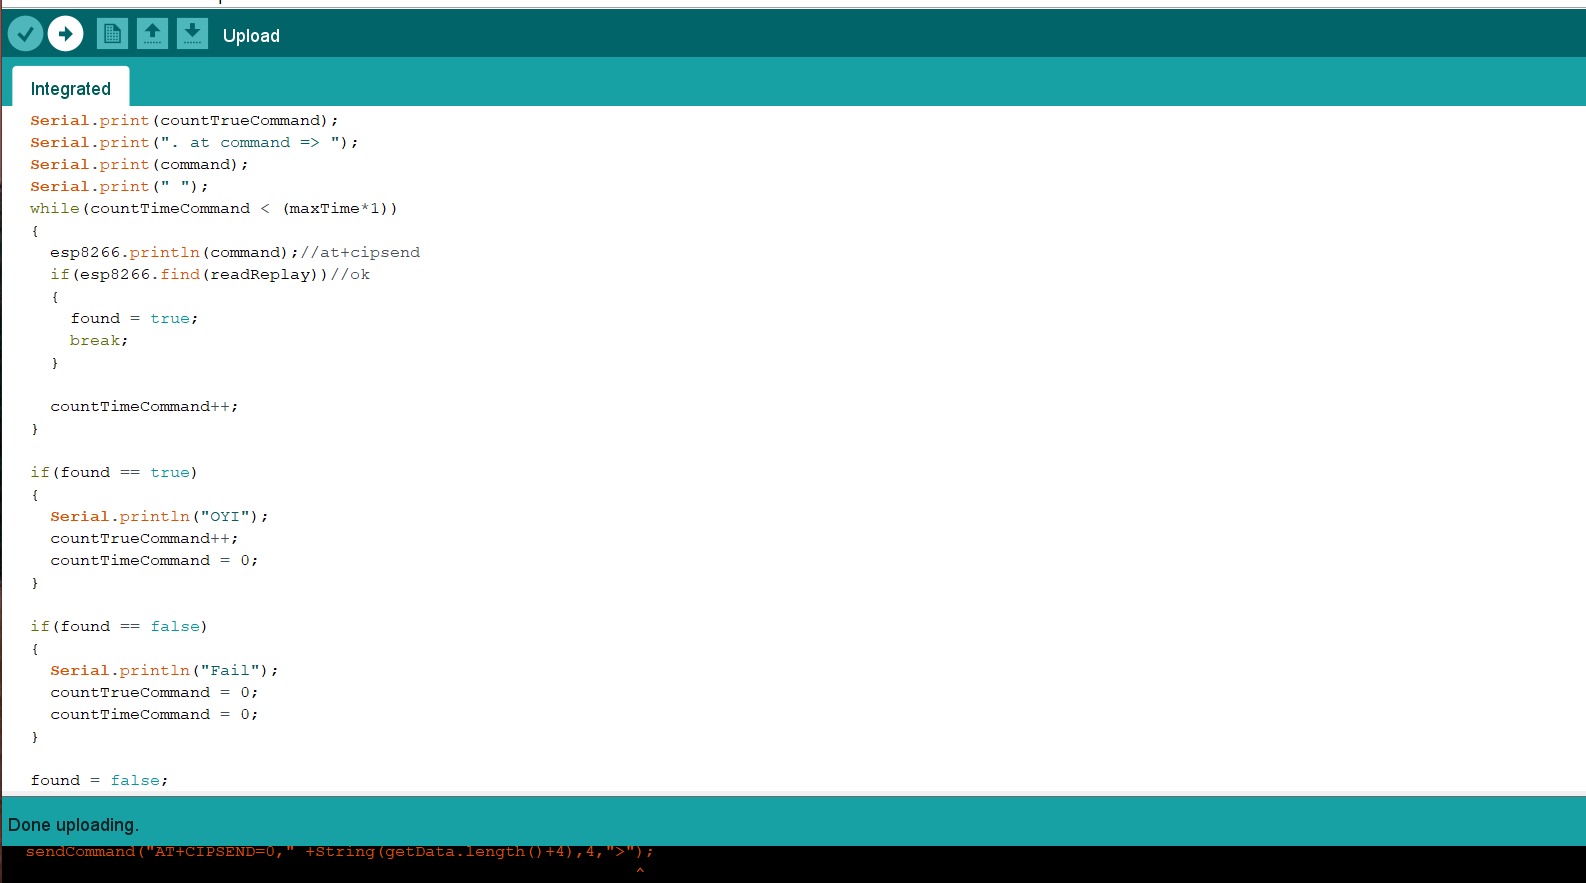 Upload
Integrated
Serial.print(countTrueCommand);
Serial.print(". at command => ");
Serial.print(command);
Serial.print(" ");
while(countTimeCommand < (maxTime*1))
{
esp8266.println(command);//at+cipsend
if(esp8266.find(readReplay))//ok
{
found = true;
break;
}
countTimeCommand++;
}
if(found == true)
{
Serial.println("OYI");
countTrueCommand++;
countTimeCommand = 0;
}
if(found == false)
{
Serial.println("Fail");
countTrueCommand = 0;
countTimeCommand = 0;
}
found = false;
Done uploading.
sendCommand("AT+CIPSEND=0," +String(getData.length()+4),4,">");
^